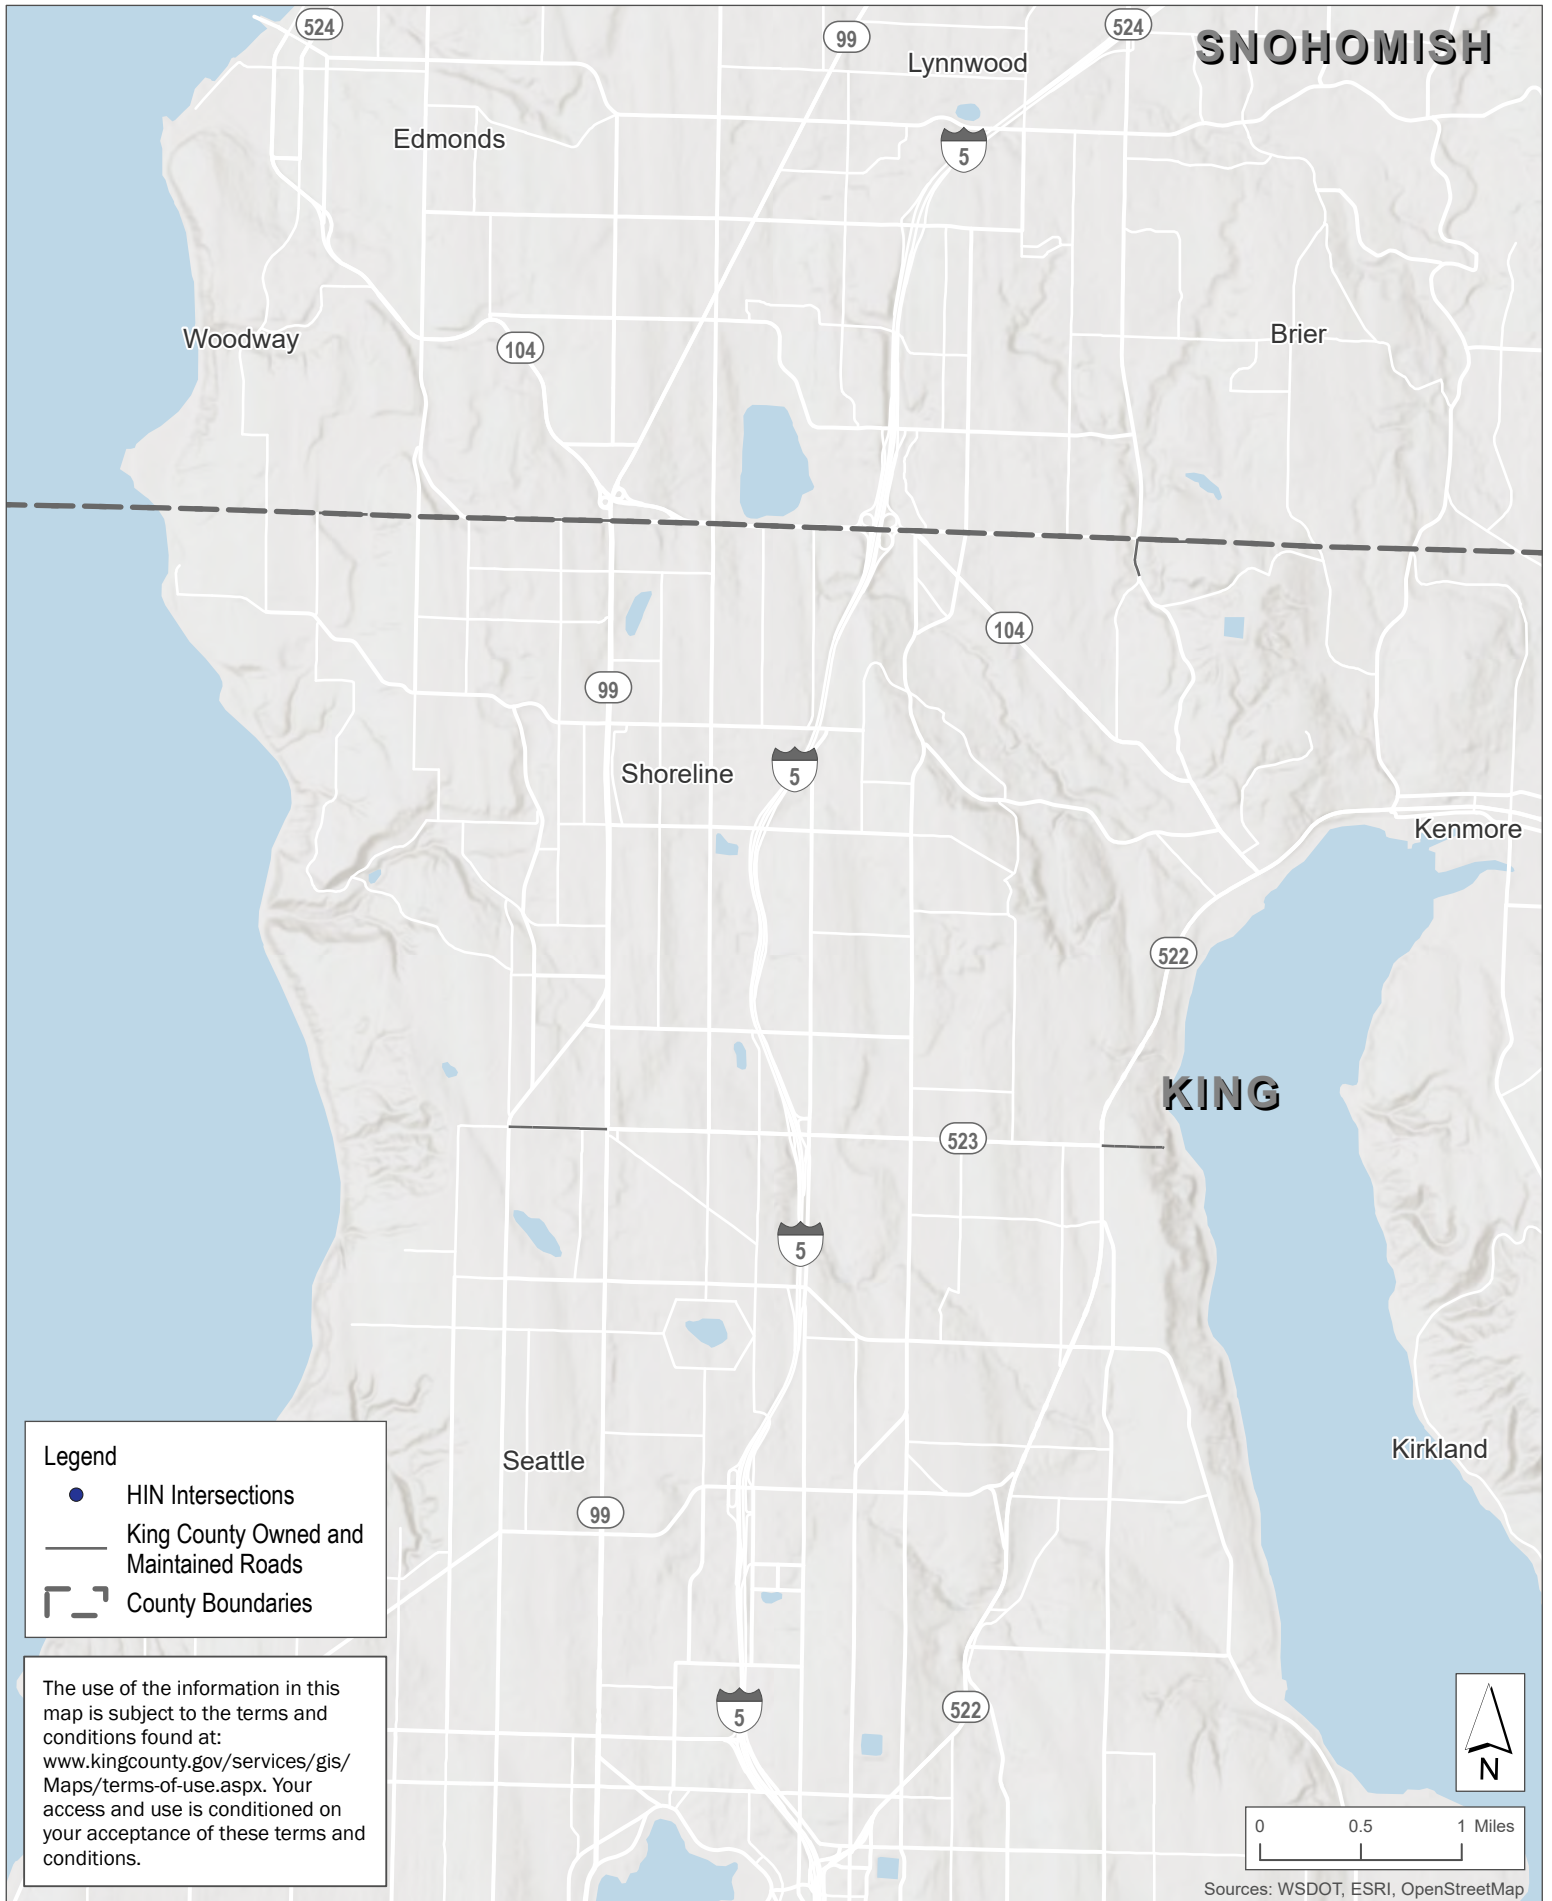 524
99
524
SNOHOMISH
Lynnwood
Edmonds
5
Woodway
104
Brier
104
99
Shoreline
5
Kenmore
522
KING
523
5
Seattle
Kirkland
99
5
522
Legend
HIN Intersections
King County Owned and
Maintained Roads
County Boundaries
The use of the information in this
map is subject to the terms and
conditions found at:
www.kingcounty.gov/services/gis/
Maps/terms-of-use.aspx. Your
access and use is conditioned on
your acceptance of these terms and
conditions.
N
0 0.5 1 Miles
Sources: WSDOT, ESRI, OpenStreetMap